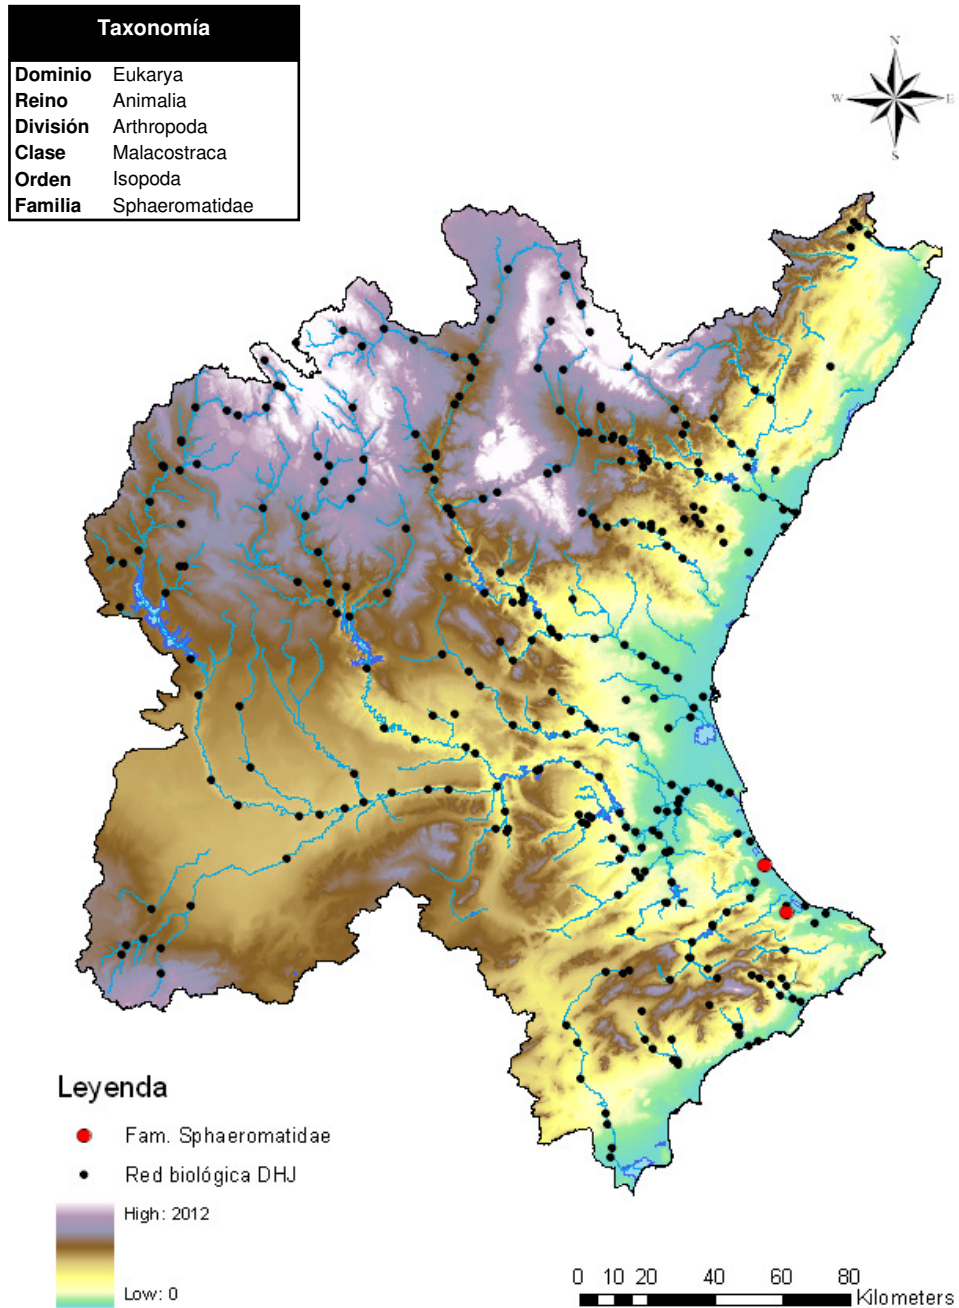 Taxonomía
Dominio Eukarya
Reino Animalia
División Arthropoda
Clase Malacostraca
Orden Isopoda
Familia Sphaeromatidae
N
W E
S
Leyenda
Fam. Sphaeromatidae
Red biológica DHJ
High: 2012
Low: 0
0 10 20 40 60 80
Kilometers